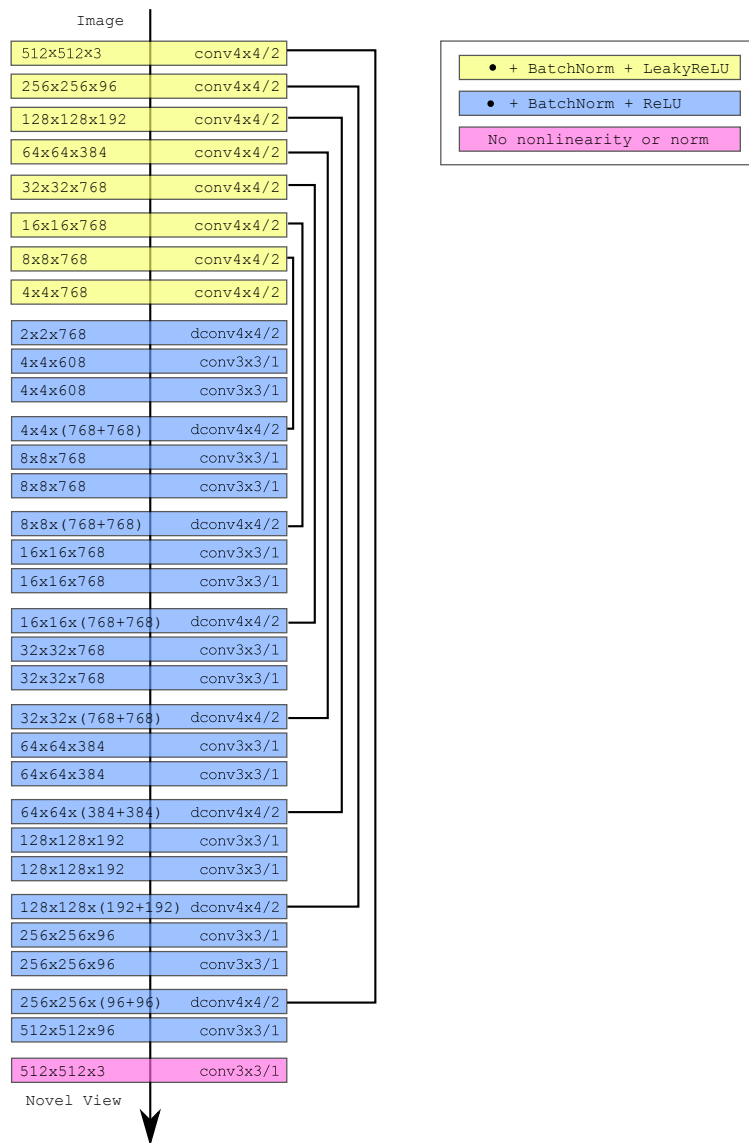 Image
512x512x3 conv4x4/2
256x256x96 conv4x4/2
128x128x192 conv4x4/2
64x64x384 conv4x4/2
32x32x768 conv4x4/2
16x16x768 conv4x4/2
8x8x768 conv4x4/2
4x4x768 conv4x4/2
2x2x768 dconv4x4/2
4x4x608 conv3x3/1
4x4x608 conv3x3/1
4x4x(768+768) dconv4x4/2
8x8x768 conv3x3/1
8x8x768 conv3x3/1
8x8x(768+768) dconv4x4/2
16x16x768 conv3x3/1
16x16x768 conv3x3/1
16x16x(768+768) dconv4x4/2
32x32x768 conv3x3/1
32x32x768 conv3x3/1
32x32x(768+768) dconv4x4/2
64x64x384 conv3x3/1
64x64x384 conv3x3/1
64x64x(384+384) dconv4x4/2
128x128x192 conv3x3/1
128x128x192 conv3x3/1
128x128x(192+192) dconv4x4/2
256x256x96 conv3x3/1
256x256x96 conv3x3/1
256x256x(96+96) dconv4x4/2
512x512x96 conv3x3/1
512x512x3 conv3x3/1
Novel View
• + BatchNorm + LeakyReLU
• + BatchNorm + ReLU
No nonlinearity or norm